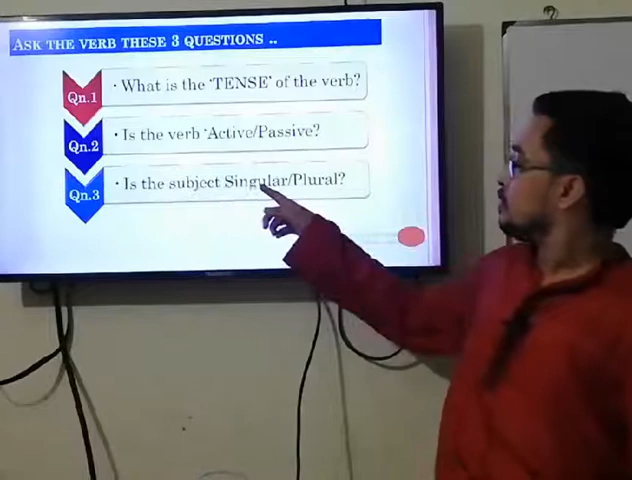 ASK THE VERB THESE 3 QUESTIONS ..
Qn.1
• What is the 'TENSE' of the verb?
Qn.2
• Is the verb 'Active/Passive?
Qn.3
• Is the subject Singular/Plural?